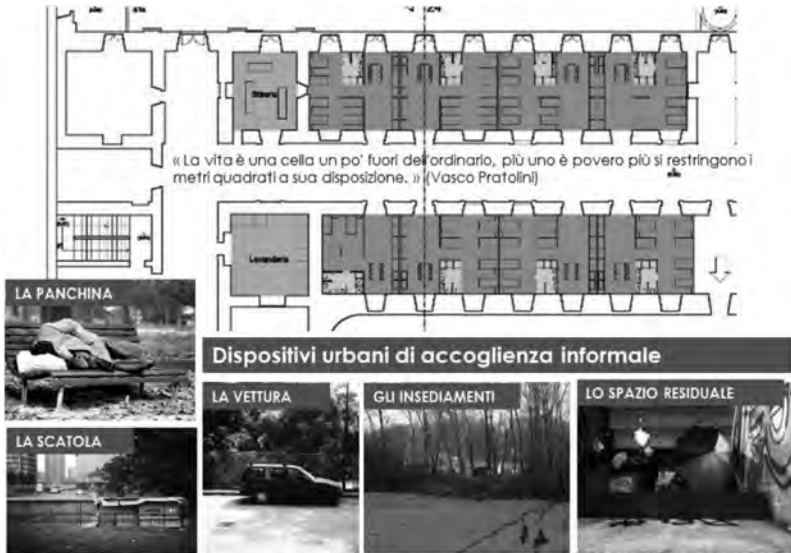 « La vita è una cella un po' fuori dell'ordinario, più uno è povero più si restringono i
metri quadrati a sua disposizione. » (Vasco Pratolini)
Lavanderia
LA PANCHINA
Dispositivi urbani di accoglienza informale
LA VETTURA
GLI INSEDIAMENTI
LO SPAZIO RESIDUALE
LA SCATOLA